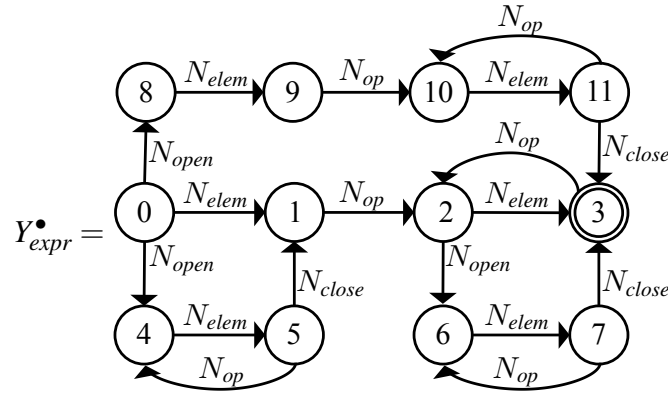 N_op
8 N_elem 9 N_op 10 N_elem 11
N_open N_op N_close
Y^•_expr = 0 N_elem 1 N_op 2 N_elem 3
N_open N_close N_open N_close
4 N_elem 5 6 N_elem 7
N_op N_op